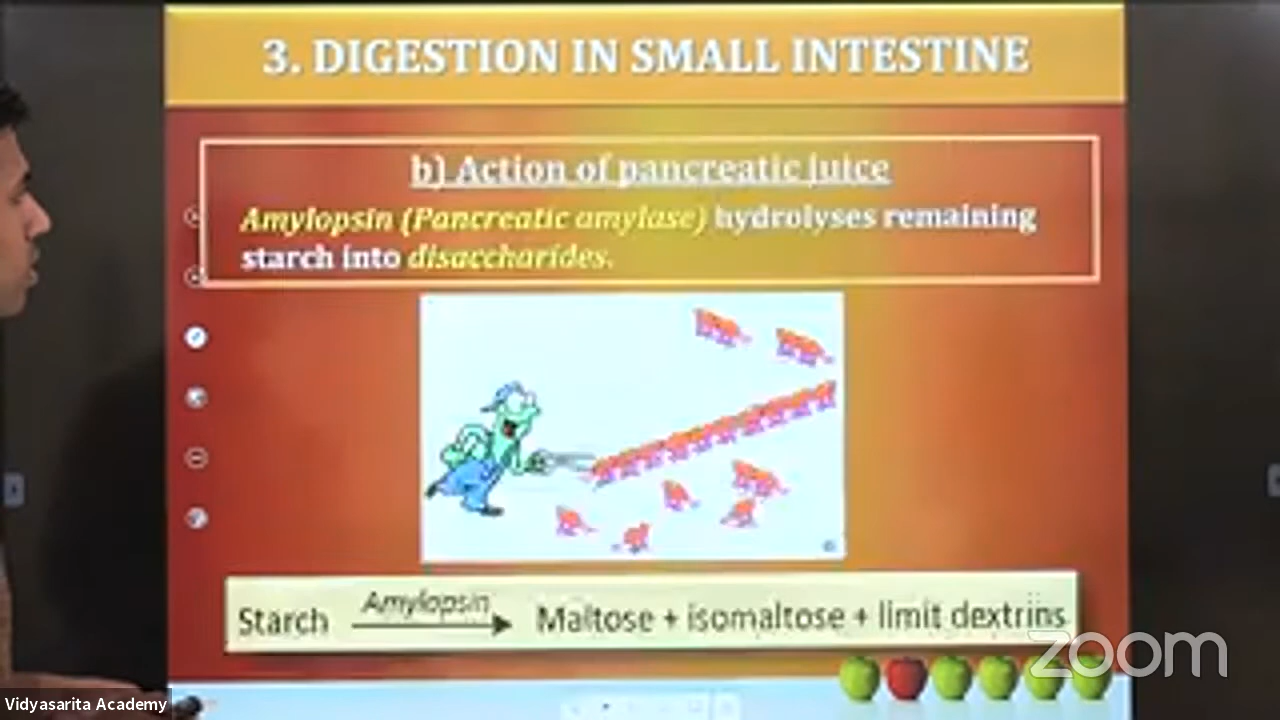 3. DIGESTION IN SMALL INTESTINE
b) Action of pancreatic juice
Amylopsin (Pancreatic amylase) hydrolyses remaining
starch into disaccharides.
Amylopsin
Starch Maltose + isomaltose + limit dextrins
zoom
Vidyasarita Academy